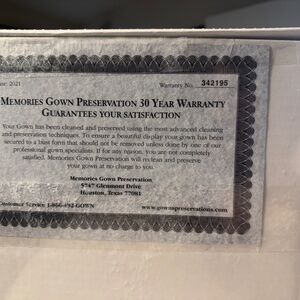 2021
Warranty No. 342195
MEMORIES GOWN PRESERVATION 30 YEAR WARRANTY
GUARANTEES YOUR SATISFACTION
Your Gown has been cleaned and preserved using the most advanced cleaning
and preservation techniques. To ensure a beautiful display your gown has been
secured to a bust form that should not be removed unless done by one of our
professional gown specialists. If for any reason, you are not completely
satisfied, Memories Gown Preservation will reclean and preserve
your gown at no charge to you.
Memories Gown Preservation
5747 Glenmont Drive
Houston, Texas 77081
Customer Service 1-866-492-GOWN
www.gownpreservations.com